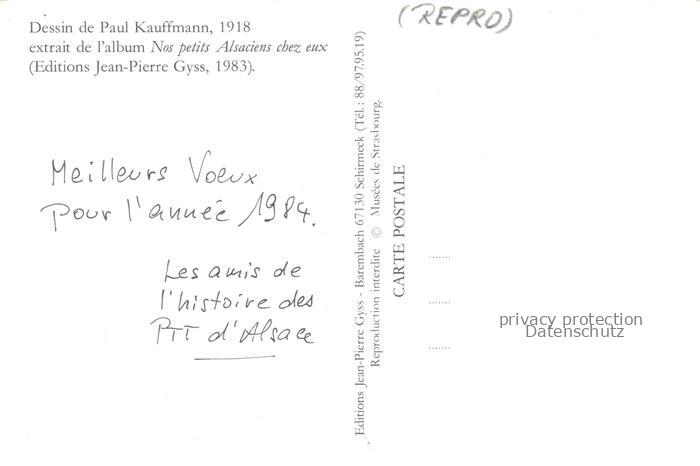 Dessin de Paul Kauffmann, 1918
extrait de l'album Nos petits Alsaciens chez eux
(Editions Jean-Pierre Gyss, 1983).
Meilleurs Voeux
pour l'année 1984.
Les amis de
l'histoire des
PTT d'Alsace
Editions Jean-Pierre Gyss - Barembach 67130 Schirmeck (Tél.: 88/97.95.19)
Reproduction interdite © Musées de Strasbourg.
CARTE POSTALE
(REPRO)
privacy protection
Datenschutz